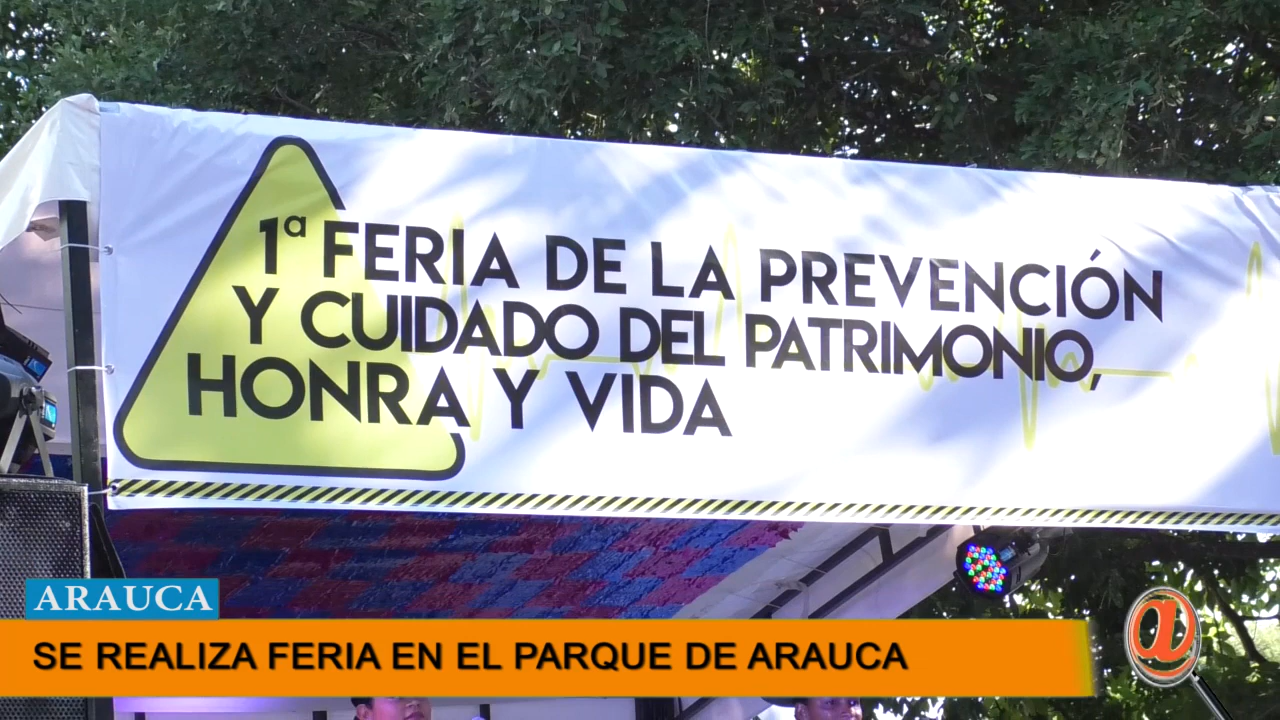 1ª FERIA DE LA PREVENCIÓN
Y CUIDADO DEL PATRIMONIO,
HONRA Y VIDA
ARAUCA
SE REALIZA FERIA EN EL PARQUE DE ARAUCA
@